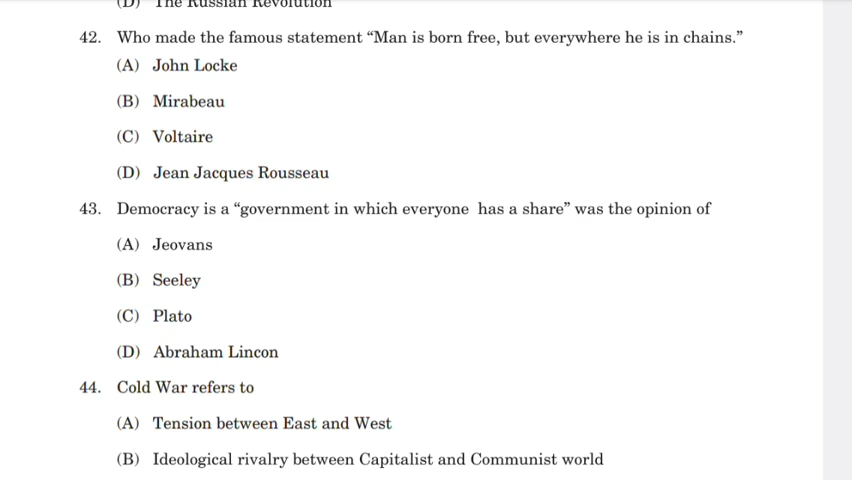 (D) The Russian Revolution
42. Who made the famous statement “Man is born free, but everywhere he is in chains.”
(A) John Locke
(B) Mirabeau
(C) Voltaire
(D) Jean Jacques Rousseau
43. Democracy is a “government in which everyone has a share” was the opinion of
(A) Jeovans
(B) Seeley
(C) Plato
(D) Abraham Lincon
44. Cold War refers to
(A) Tension between East and West
(B) Ideological rivalry between Capitalist and Communist world